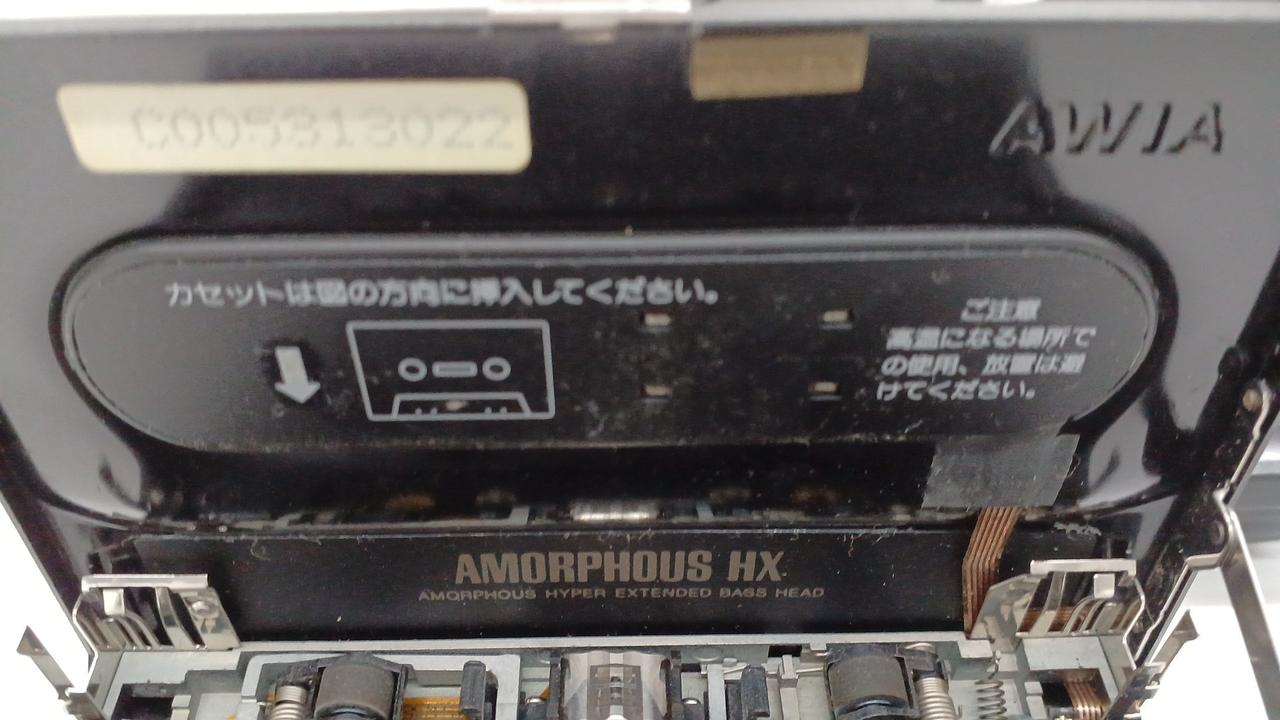 C005813022
AWIA
カセットは図の方向に挿入してください。
ご注意
高温になる場所で
の使用、放置は避
けてください。
AMORPHOUS HX
AMORPHOUS HYPER EXTENDED BASS HEAD